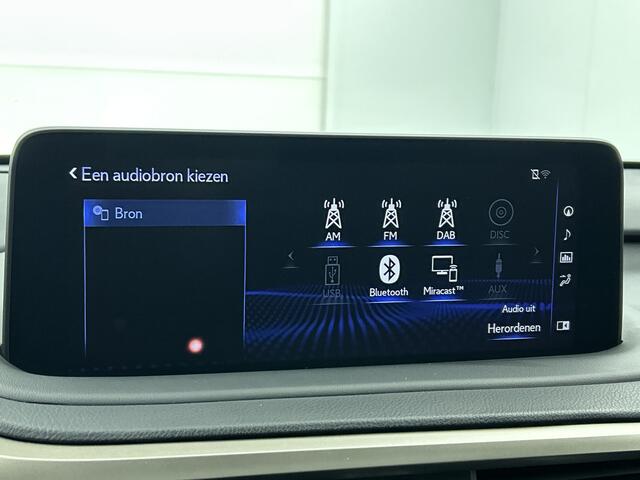 Een audiobron kiezen
Bron
AM FM DAB DISC
USB Bluetooth Miracast™ AUX
Audio uit
Herordenen